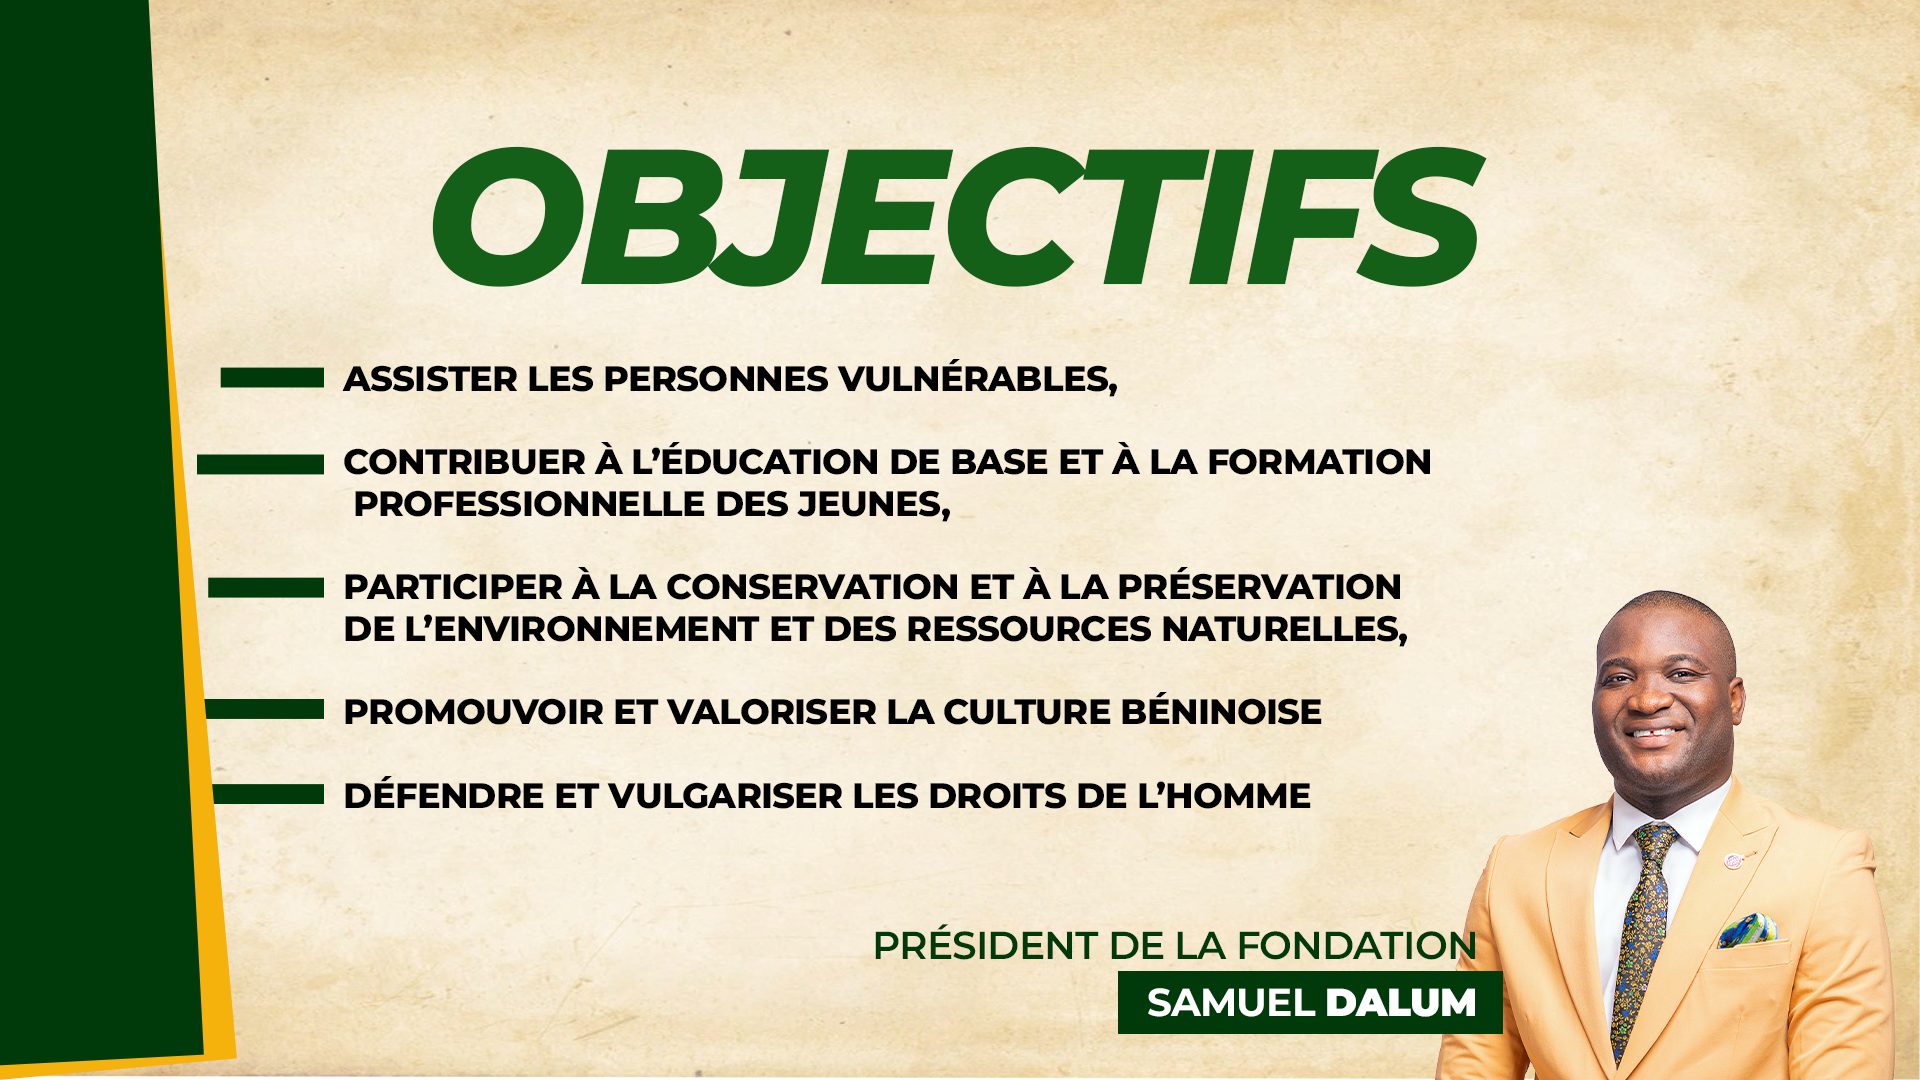 OBJECTIFS
ASSISTER LES PERSONNES VULNÉRABLES,
CONTRIBUER À L’ÉDUCATION DE BASE ET À LA FORMATION
PROFESSIONNELLE DES JEUNES,
PARTICIPER À LA CONSERVATION ET À LA PRÉSERVATION
DE L’ENVIRONNEMENT ET DES RESSOURCES NATURELLES,
PROMOUVOIR ET VALORISER LA CULTURE BÉNINOISE
DÉFENDRE ET VULGARISER LES DROITS DE L’HOMME
PRÉSIDENT DE LA FONDATION
SAMUEL DALUM